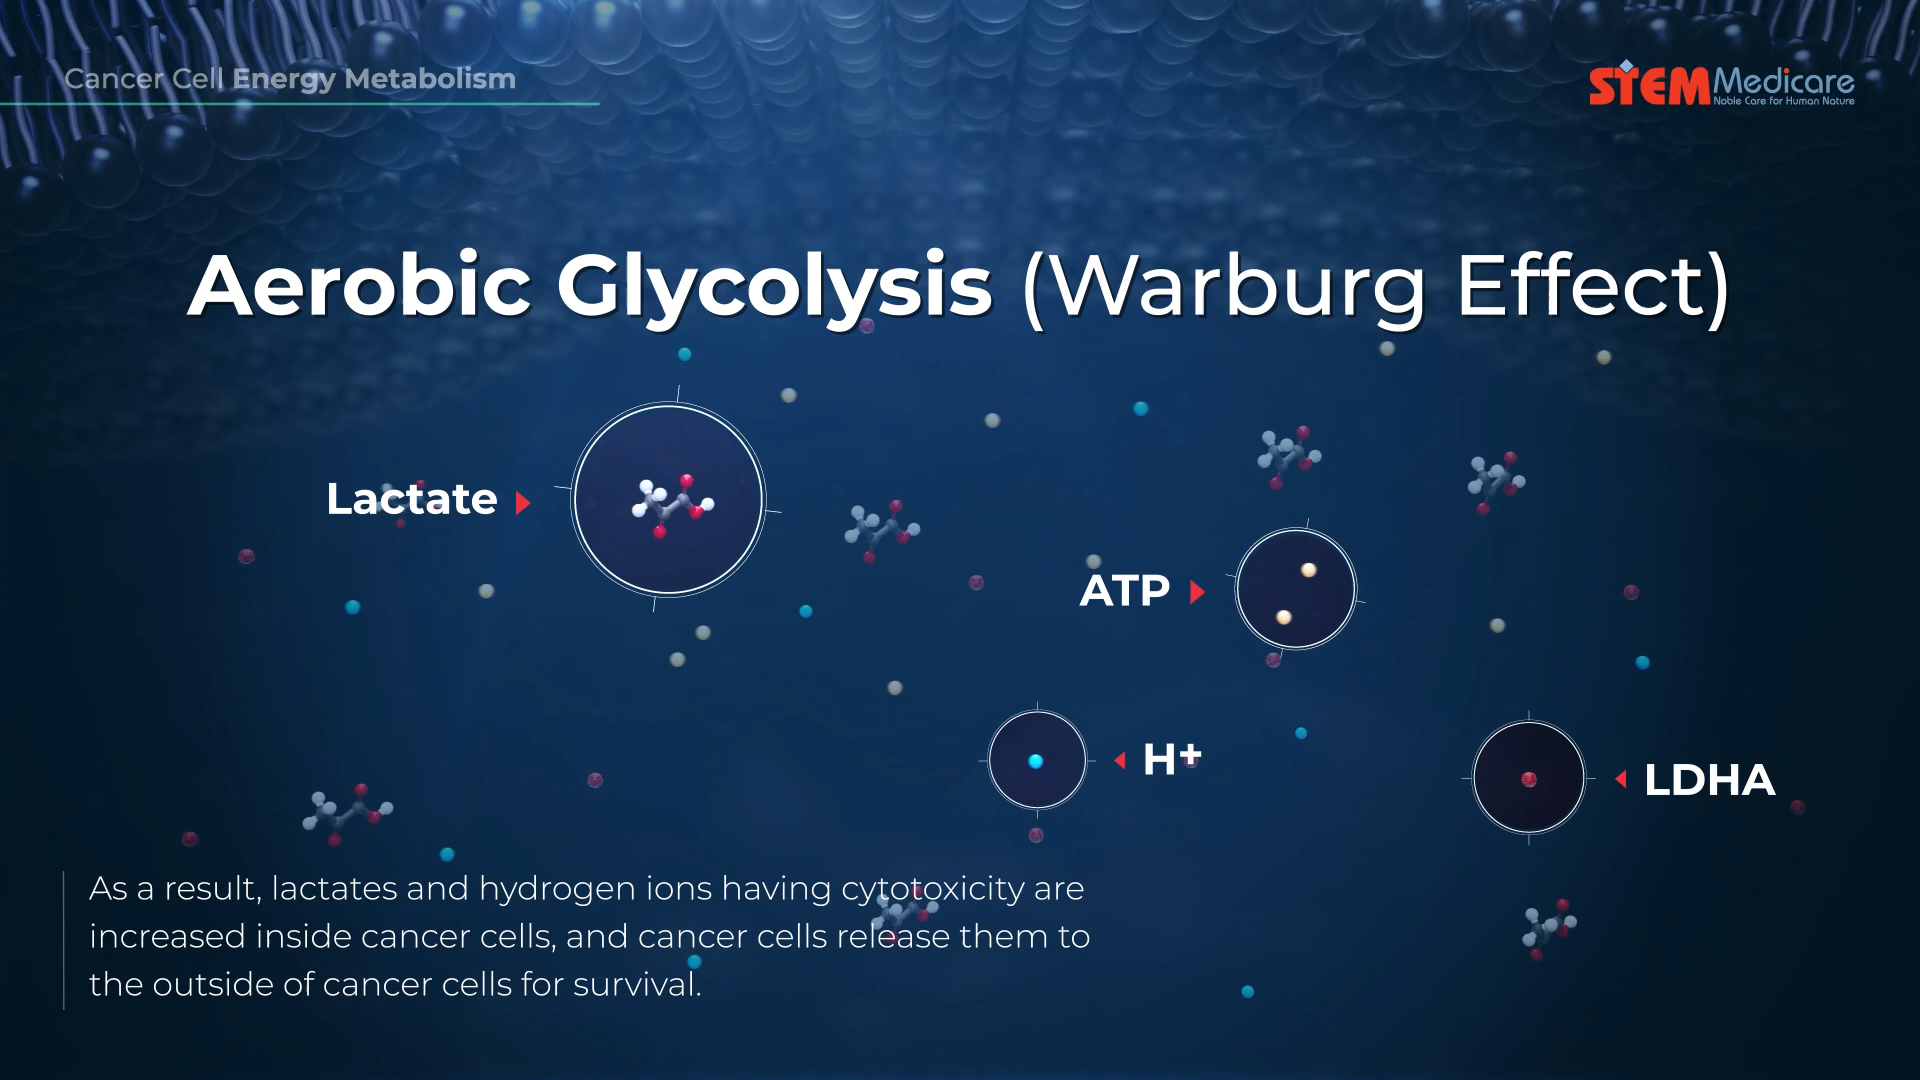 Cancer Cell Energy Metabolism
STEM Medicare
Noble Care for Human Nature
Aerobic Glycolysis (Warburg Effect)
Lactate
ATP
H+
LDHA
As a result, lactates and hydrogen ions having cytotoxicity are
increased inside cancer cells, and cancer cells release them to
the outside of cancer cells for survival.